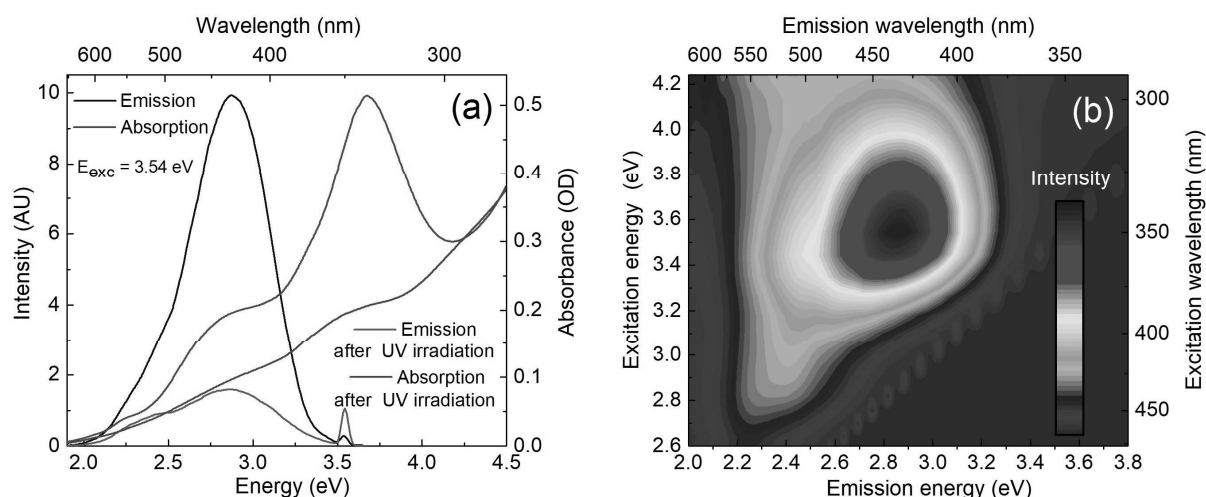 Wavelength (nm)
600 500 400 300
Emission
Absorption
E_exc = 3.54 eV
(a)
Intensity (AU)
10
8
6
4
2
0
Absorbance (OD)
0.5
0.4
0.3
0.2
0.1
0.0
Emission
after UV irradiation
Absorption
after UV irradiation
2.0 2.5 3.0 3.5 4.0 4.5
Energy (eV)
Emission wavelength (nm)
600 550 500 450 400 350
(b)
Excitation energy (eV)
4.2
4.0
3.8
3.6
3.4
3.2
3.0
2.8
2.6
Intensity
Excitation wavelength (nm)
300
350
400
450
2.0 2.2 2.4 2.6 2.8 3.0 3.2 3.4 3.6 3.8
Emission energy (eV)